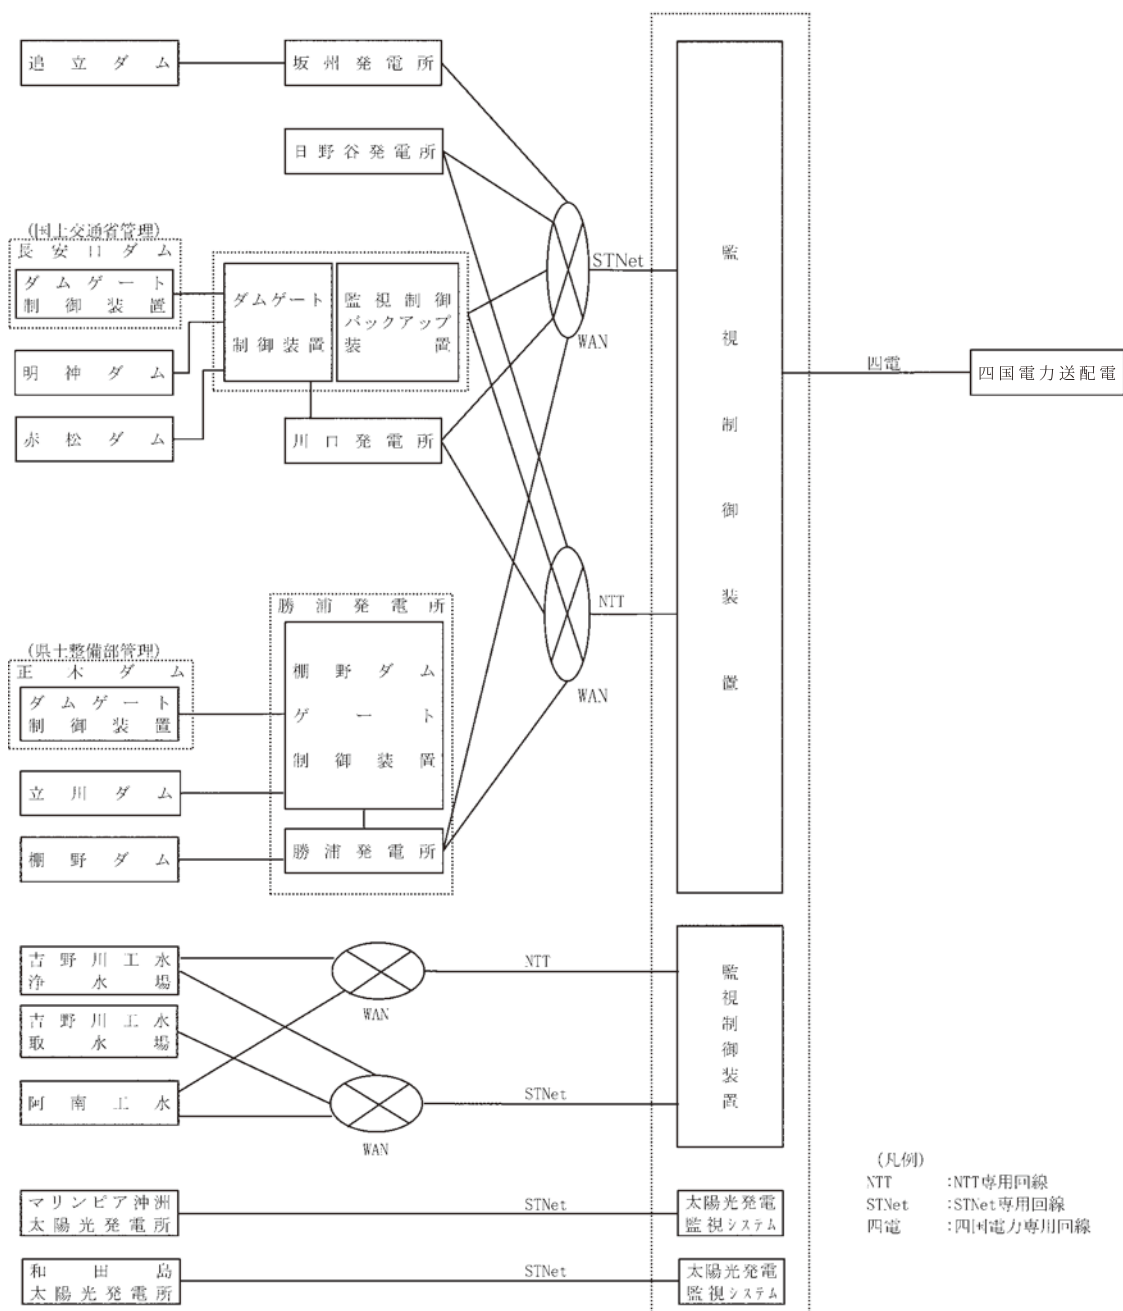 追立ダム
坂州発電所
日野谷発電所
(国土交通省管理)
長安口ダム
ダムゲート
制御装置
明神ダム
赤松ダム
ダムゲート
制御装置
監視制御
バックアップ
装置
川口発電所
STNet
WAN
NTT
WAN
監視制御装置
四電
四国電力送配電
(県土整備部管理)
正木ダム
ダムゲート
制御装置
立川ダム
棚野ダム
勝浦発電所
棚野ダム
ゲート
制御装置
勝浦発電所
吉野川工水
浄水場
吉野川工水
取水場
阿南工水
WAN
NTT
WAN
STNet
監視制御装置
マリンピア沖洲
太陽光発電所
STNet
太陽光発電
監視システム
和田島
太陽光発電所
STNet
太陽光発電
監視システム
(凡例)
NTT :NTT専用回線
STNet :STNet専用回線
四電 :四国電力専用回線